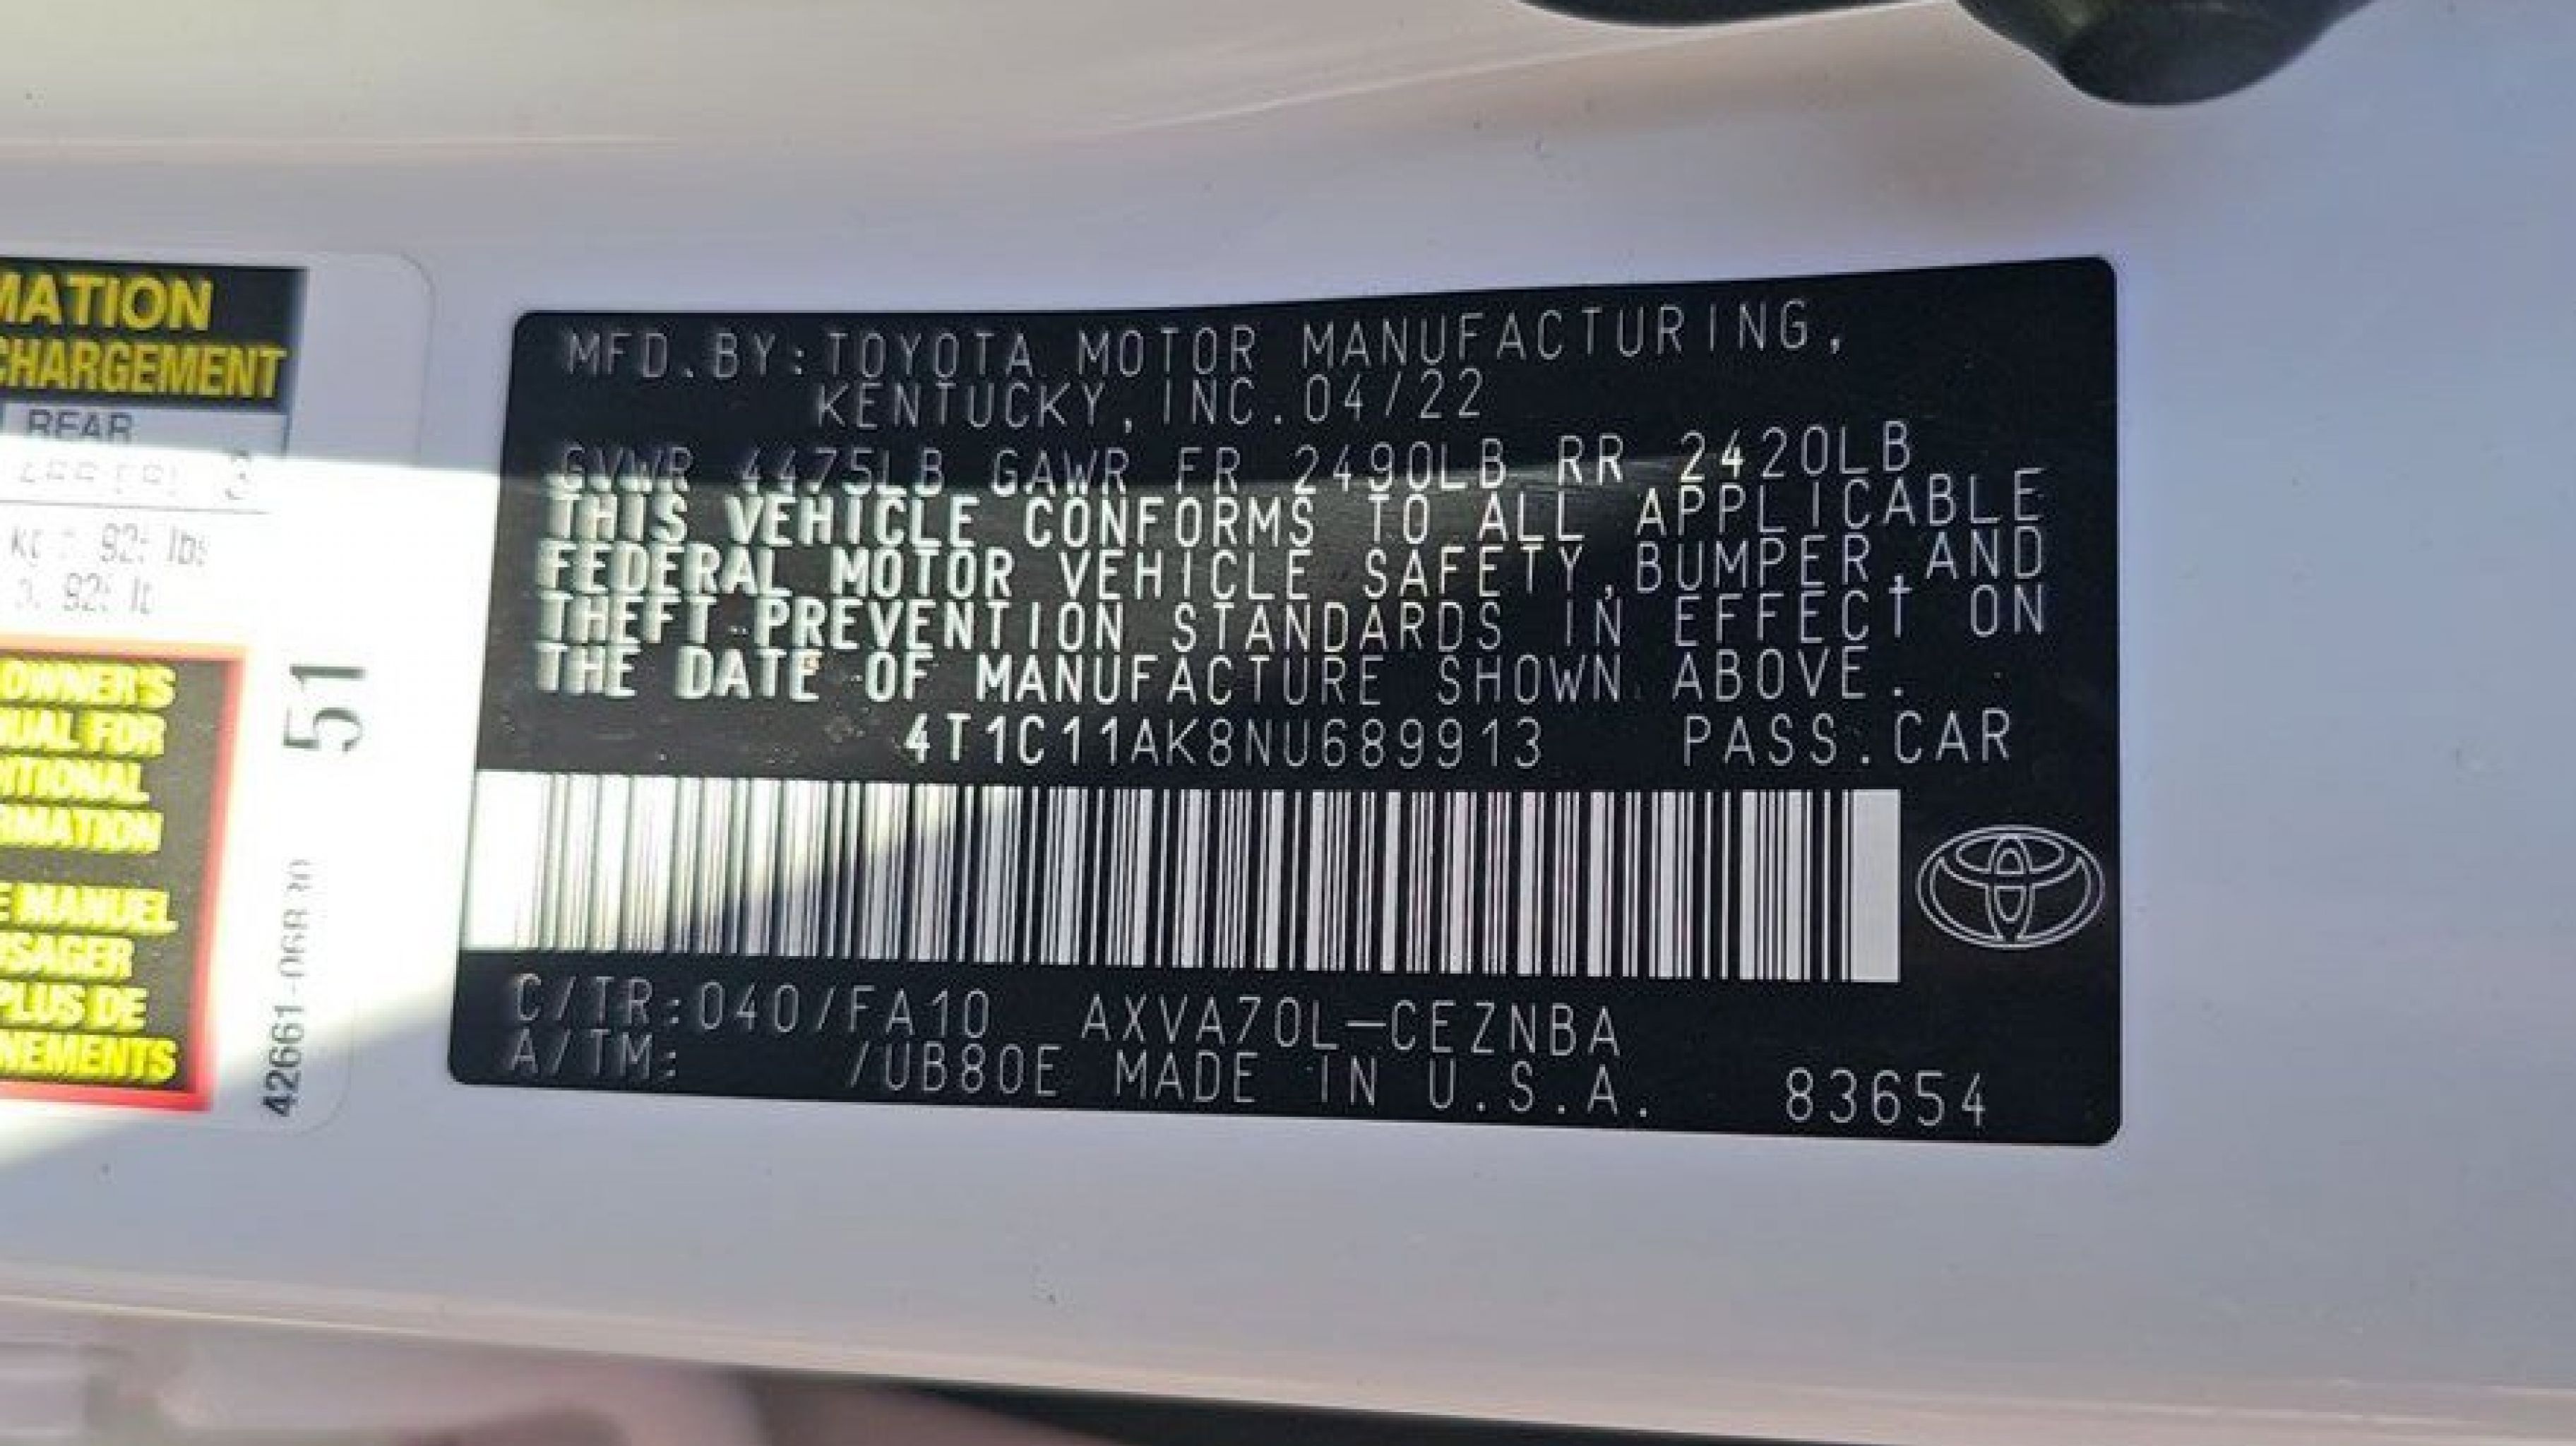 MATION
CHARGEMENT
REAR
OWNER'S
UAL FOR
ITIONAL
RMATION
E MANUEL
USAGER
PLUS DE
NEMENTS
51
MFD.BY:TOYOTA MOTOR MANUFACTURING,
KENTUCKY, INC.04/22
GVWR 4475LB GAWR FR 2490LB RR 2420LB
THIS VEHICLE CONFORMS TO ALL APPLICABLE
FEDERAL MOTOR VEHICLE SAFETY,BUMPER,AND
THEFT PREVENTION STANDARDS IN EFFECT ON
THE DATE OF MANUFACTURE SHOWN ABOVE.
4T1C11AK8NU689913 PASS.CAR
C/TR:040/FA10 AXVA70L-CEZNBA
A/TM: /UB80E MADE IN U.S.A. 83654